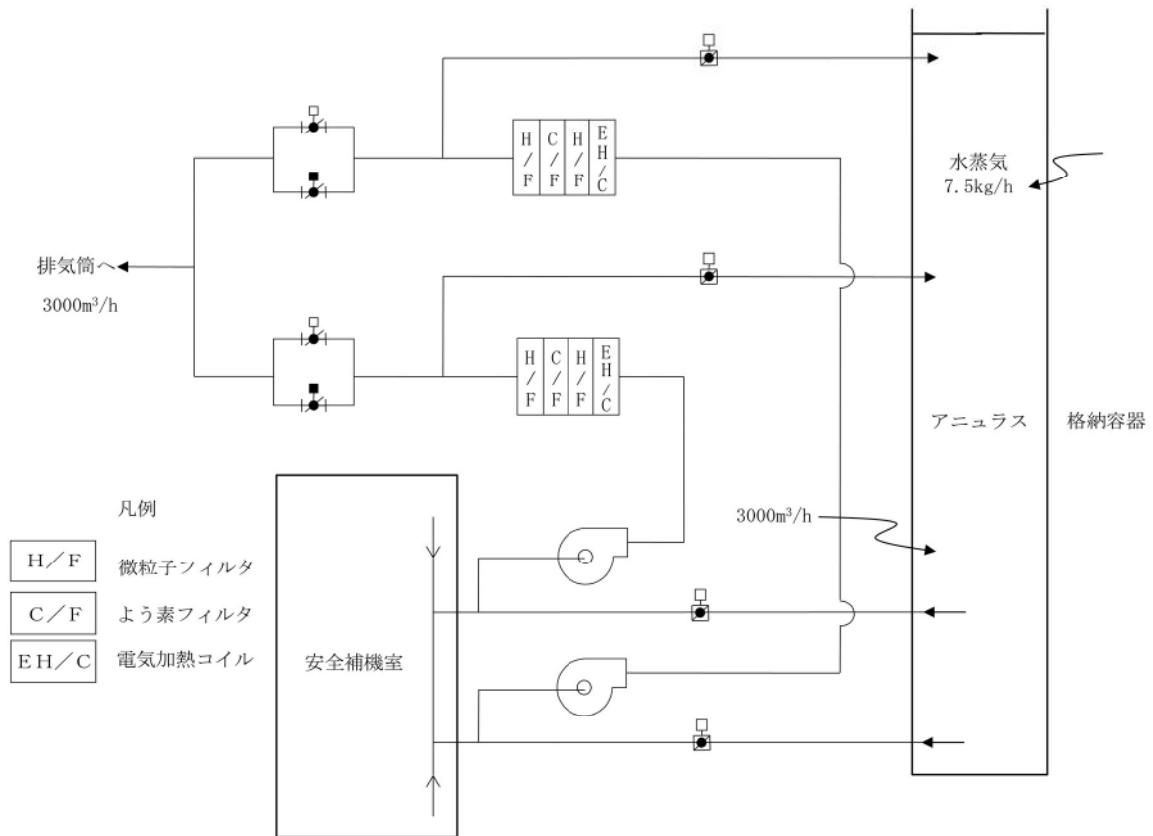 H/F
C/F
H/F
EH/C
水蒸気
7.5kg/h
排気筒へ
3000m³/h
H/F
C/F
H/F
EH/C
アニュラス
格納容器
3000m³/h
凡例
H/F
微粒子フィルタ
C/F
よう素フィルタ
EH/C
電気加熱コイル
安全補機室